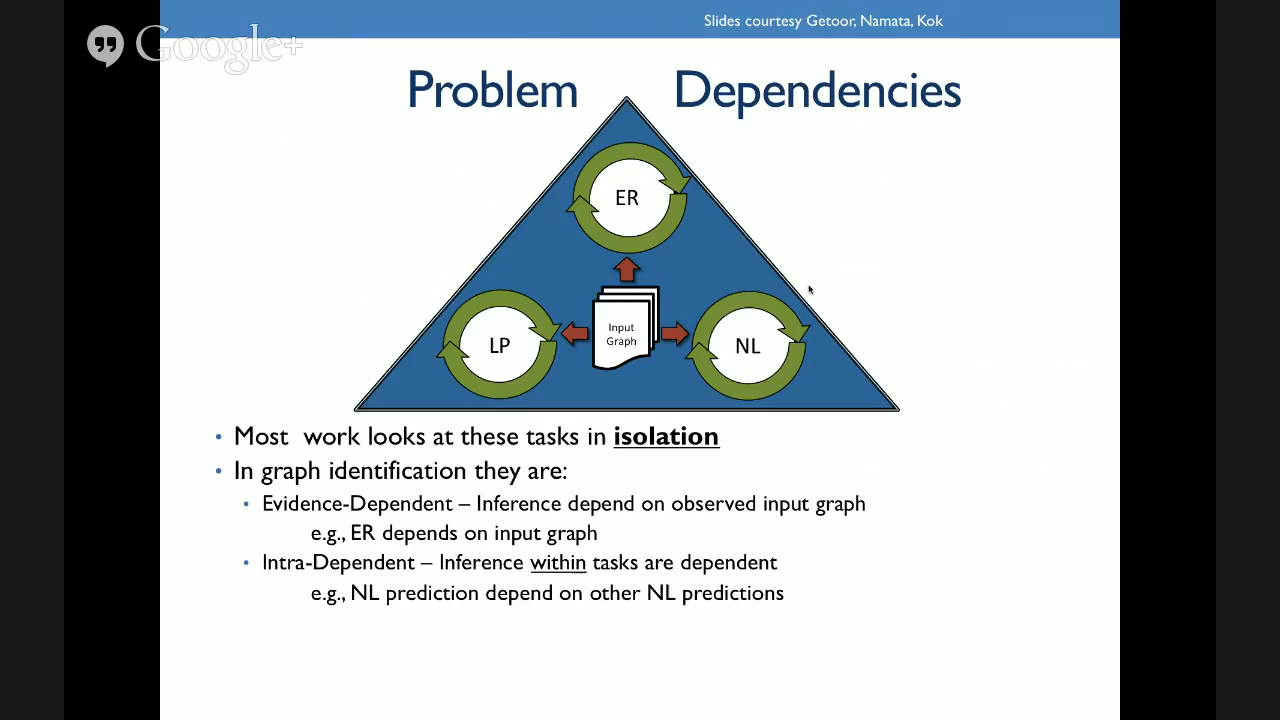 Slides courtesy Getoor, Namata, Kok
Google+
Problem Dependencies
ER
Input
Graph
LP
NL
• Most work looks at these tasks in isolation
• In graph identification they are:
• Evidence-Dependent – Inference depend on observed input graph
e.g., ER depends on input graph
• Intra-Dependent – Inference within tasks are dependent
e.g., NL prediction depend on other NL predictions